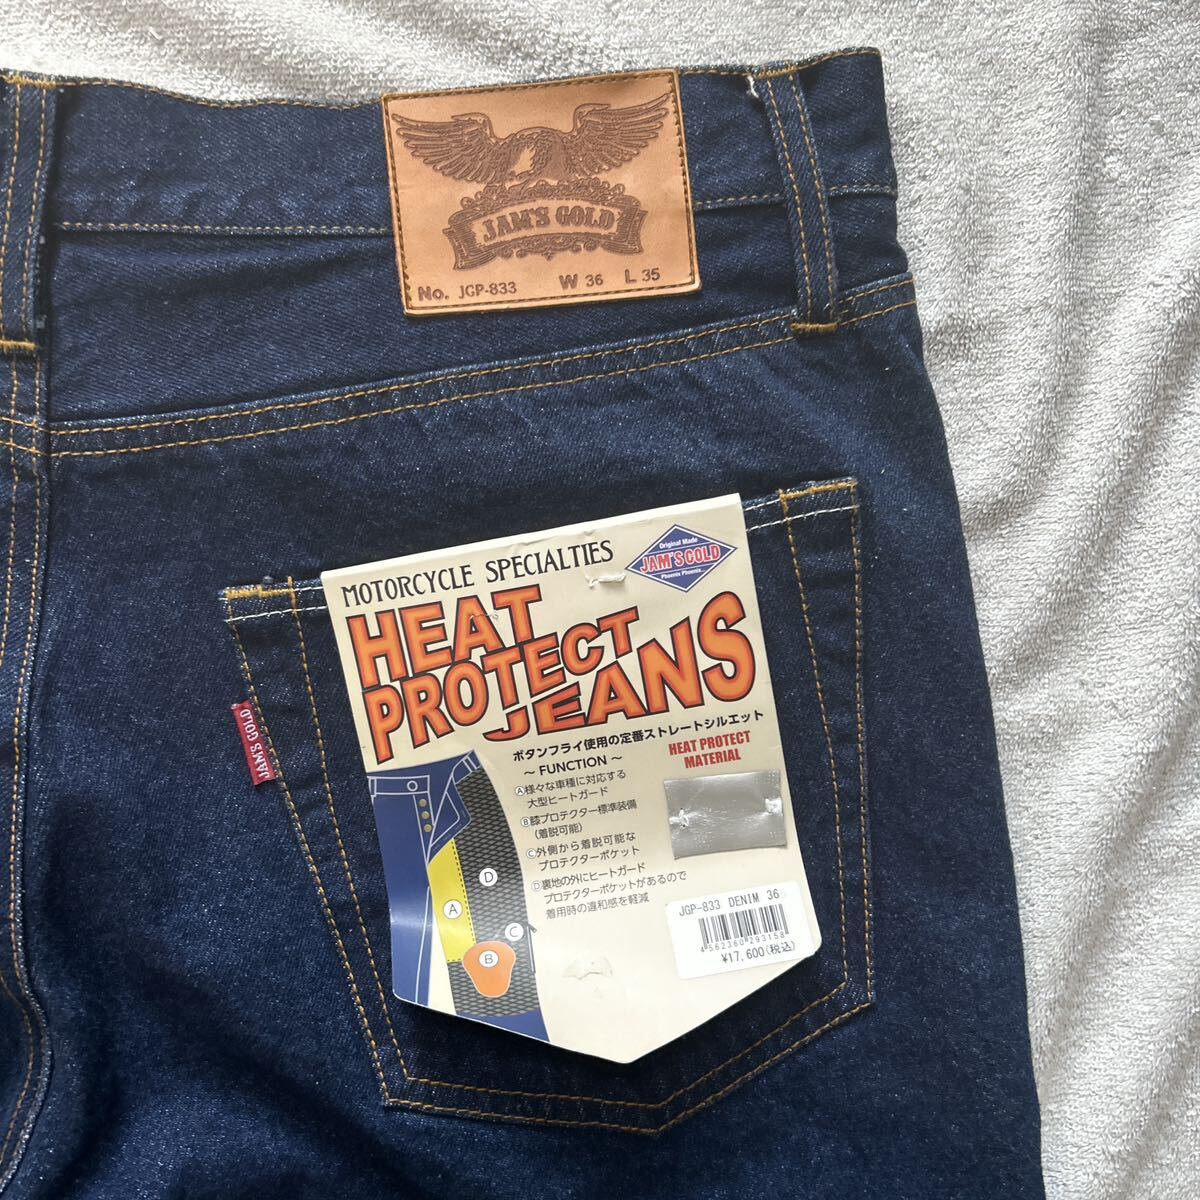 JAM'S GOLD
No. JGP-833 W 36 L 35
MOTORCYCLE SPECIALTIES
Original Made
JAM'S GOLD
Phoenix Phoenix
HEAT
PROTECT
JEANS
ボタンフライ使用の定番ストレートシルエット
~ FUNCTION ~
HEAT PROTECT
MATERIAL
Ⓐ様々な車種に対応する
大型ヒートガード
Ⓑ膝プロテクター標準装備
(着脱可能)
Ⓒ外側から着脱可能な
プロテクターポケット
Ⓓ裏地の外にヒートガード
プロテクターポケットがあるので
着用時の違和感を軽減
D
A
C
B
JGP-833 DENIM 36
4562360293158
¥17,600(税込)
JAM'S GOLD